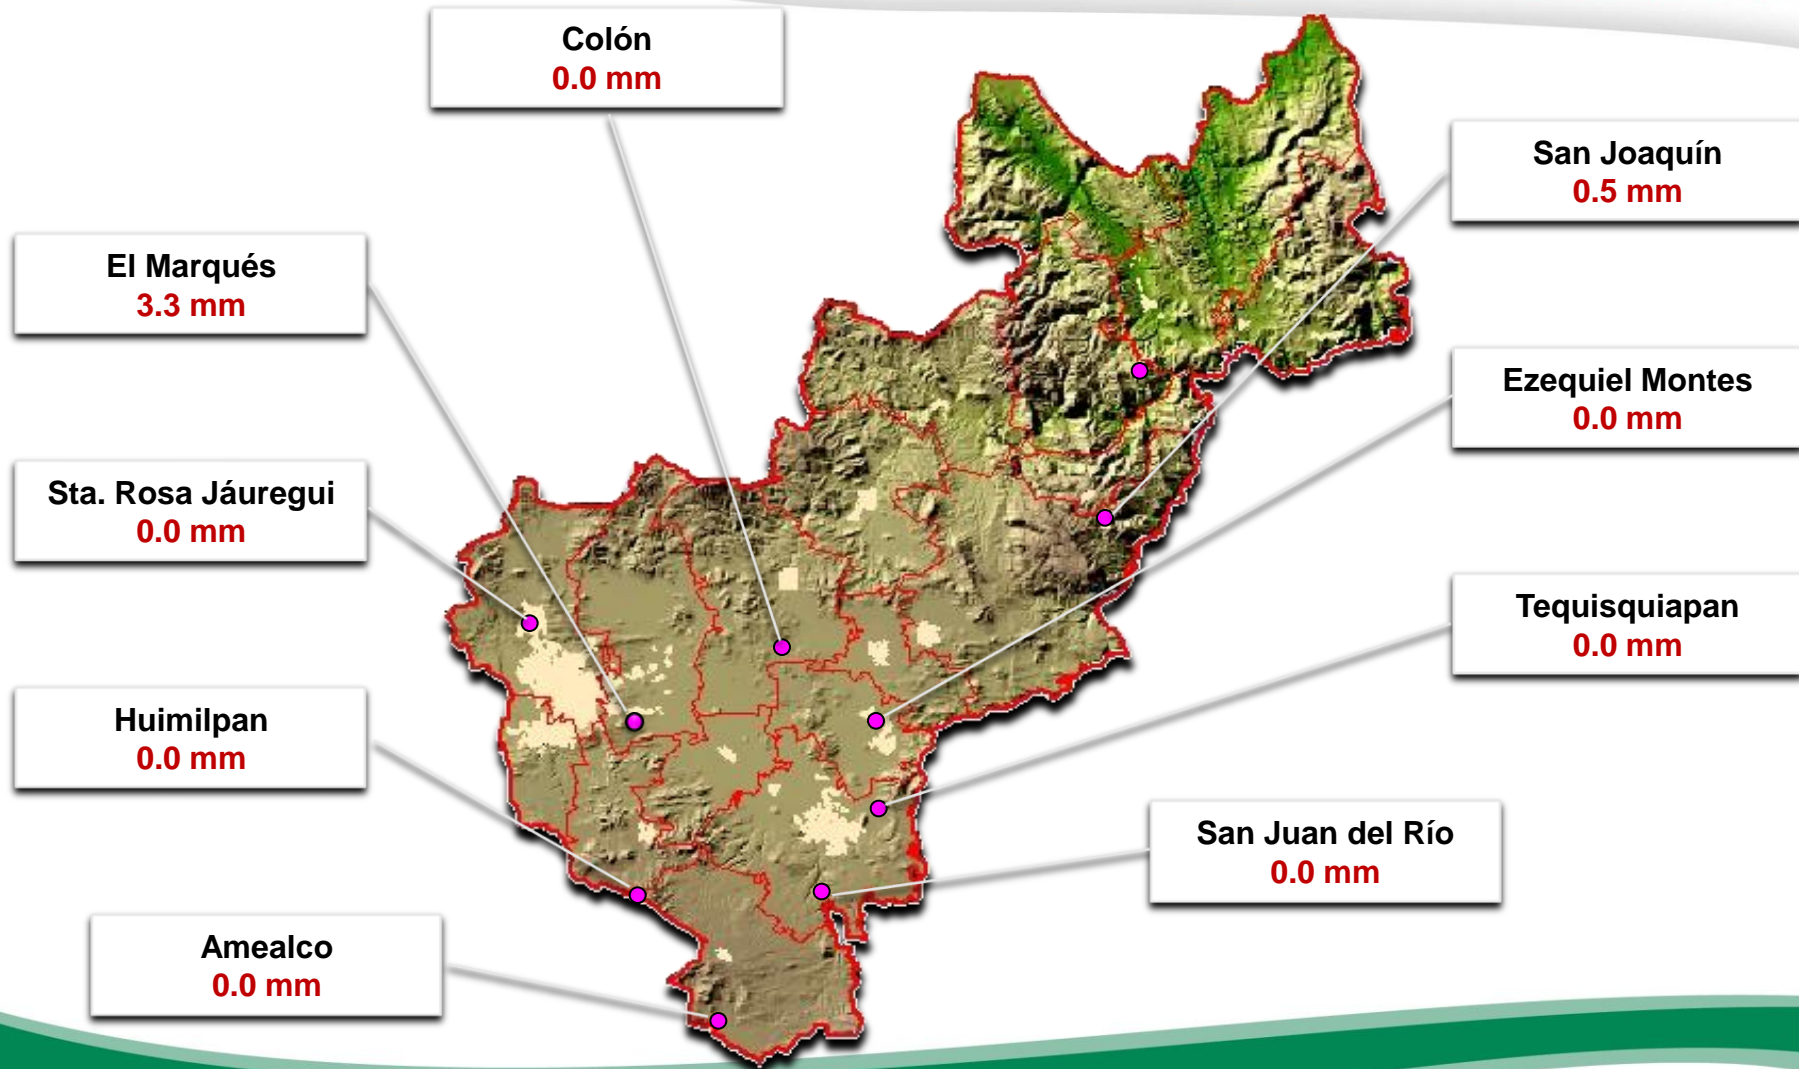 Colón
0.0 mm
San Joaquín
0.5 mm
El Marqués
3.3 mm
Ezequiel Montes
0.0 mm
Sta. Rosa Jáuregui
0.0 mm
Tequisquiapan
0.0 mm
Huimilpan
0.0 mm
San Juan del Río
0.0 mm
Amealco
0.0 mm